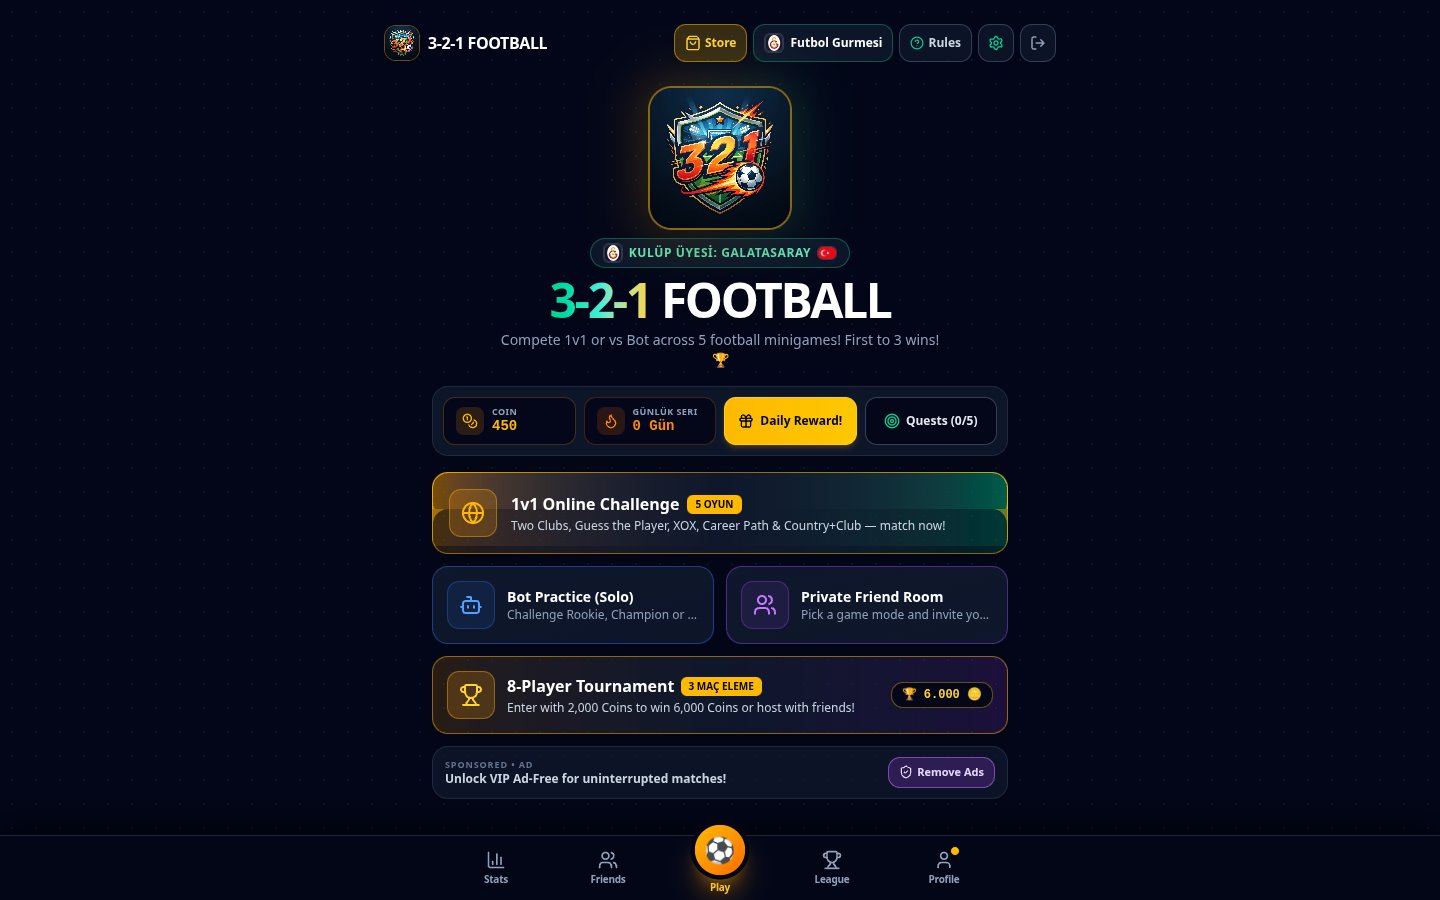 3-2-1 FOOTBALL
Store
Futbol Gurmesi
Rules
321
KULÜP ÜYESİ: GALATASARAY
3-2-1 FOOTBALL
Compete 1v1 or vs Bot across 5 football minigames! First to 3 wins!
🏆
COIN
450
GÜNLÜK SERI
0 Gün
Daily Reward!
Quests (0/5)
1v1 Online Challenge
5 OYUN
Two Clubs, Guess the Player, XOX, Career Path & Country+Club — match now!
Bot Practice (Solo)
Challenge Rookie, Champion or ...
Private Friend Room
Pick a game mode and invite yo...
8-Player Tournament
3 MAÇ ELEME
Enter with 2,000 Coins to win 6,000 Coins or host with friends!
🏆 6.000 🪙
SPONSORED • AD
Unlock VIP Ad-Free for uninterrupted matches!
Remove Ads
Stats
Friends
Play
League
Profile